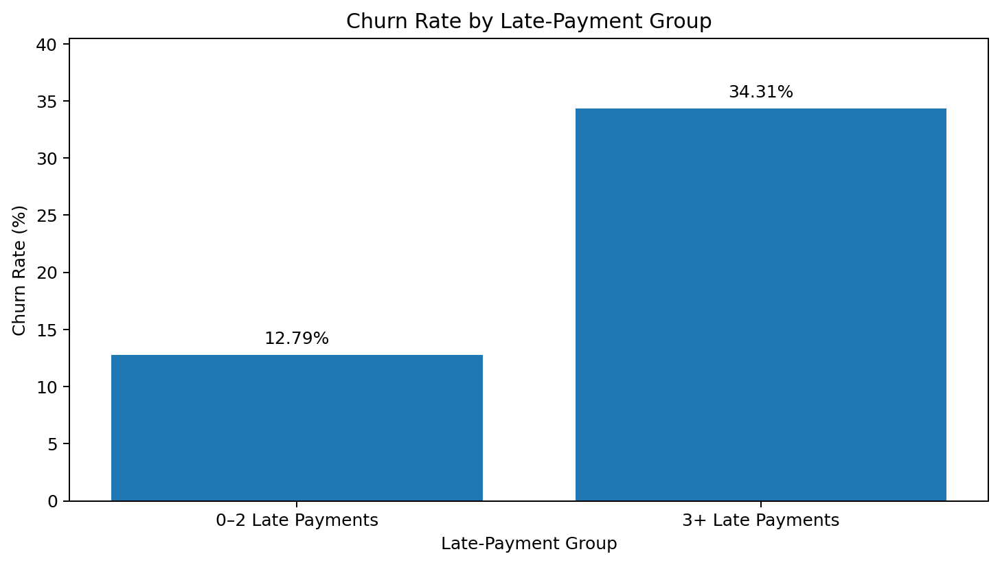 Churn Rate by Late-Payment Group
40
35
30
25
20
15
10
5
0
Churn Rate (%)
12.79%
34.31%
0–2 Late Payments
3+ Late Payments
Late-Payment Group